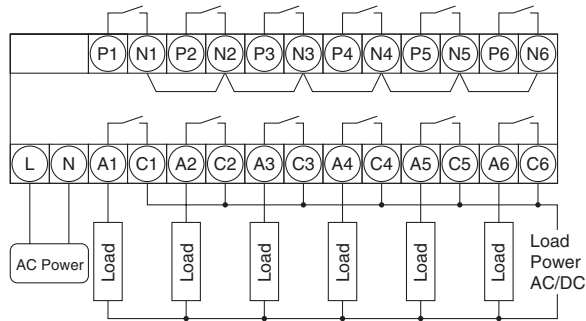 P1 N1 P2 N2 P3 N3 P4 N4 P5 N5 P6 N6
L N A1 C1 A2 C2 A3 C3 A4 C4 A5 C5 A6 C6
AC Power
Load
Load
Load
Load
Load
Load
Load
Power
AC/DC